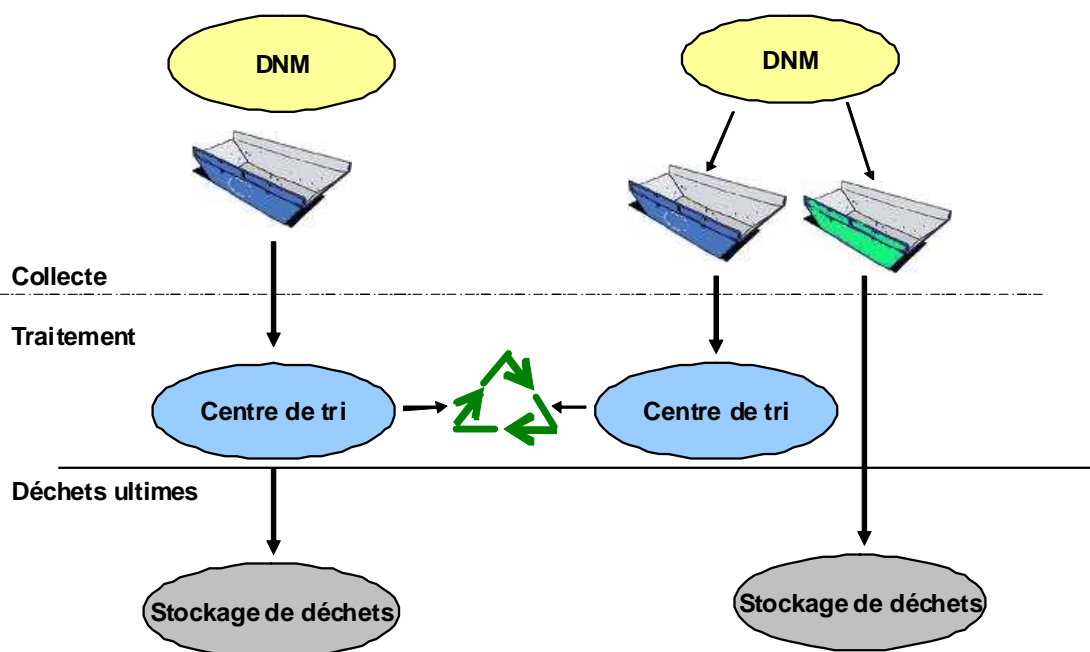 DNM
DNM
Collecte
Traitement
Centre de tri
Centre de tri
Déchets ultimes
Stockage de déchets
Stockage de déchets